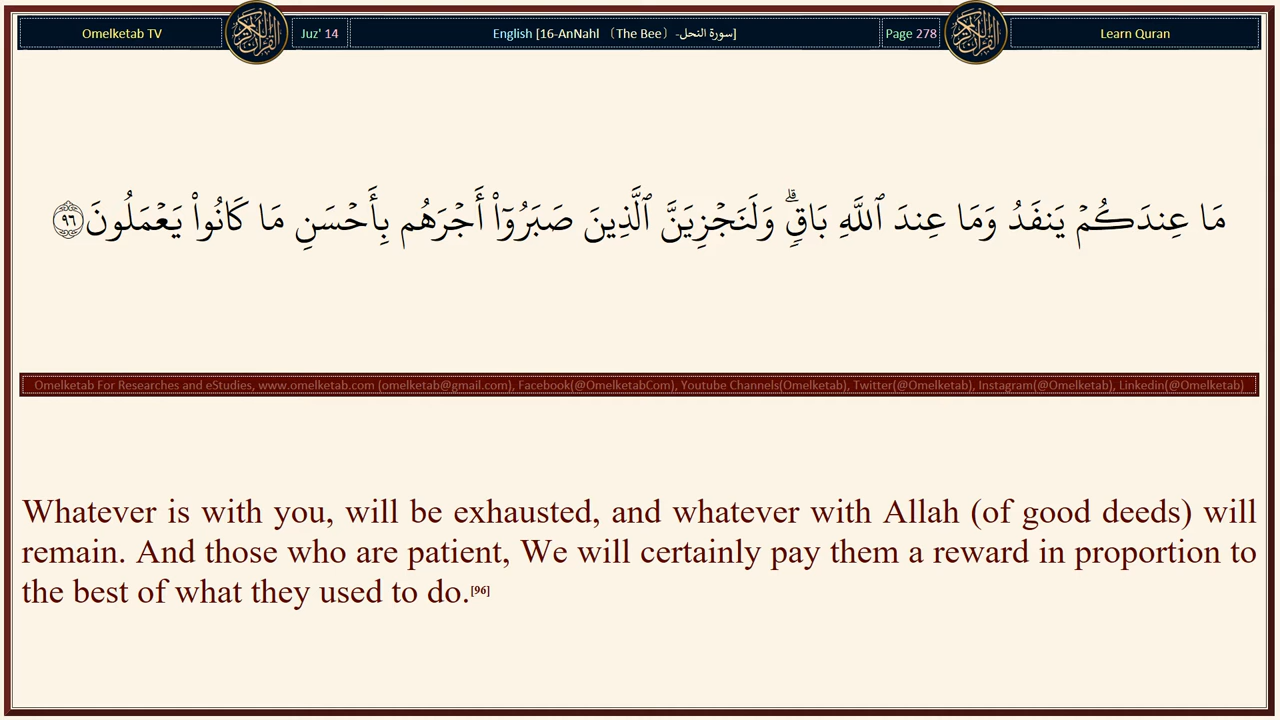 Omelketab TV
Juz' 14
English [16-AnNahl （The Bee） -سورة النحل]
Page 278
Learn Quran
مَا عِندَكُمۡ يَنفَدُ وَمَا عِندَ ٱللَّهِ بَاقٖۗ وَلَنَجۡزِيَنَّ ٱلَّذِينَ صَبَرُوٓاْ أَجۡرَهُم بِأَحۡسَنِ مَا كَانُواْ يَعۡمَلُونَ ٩٦
Omelketab For Researches and eStudies, www.omelketab.com (omelketab@gmail.com), Facebook(@OmelketabCom), Youtube Channels(Omelketab), Twitter(@Omelketab), Instagram(@Omelketab), Linkedin(@Omelketab)
Whatever is with you, will be exhausted, and whatever with Allah (of good deeds) will
remain. And those who are patient, We will certainly pay them a reward in proportion to
the best of what they used to do.[96]